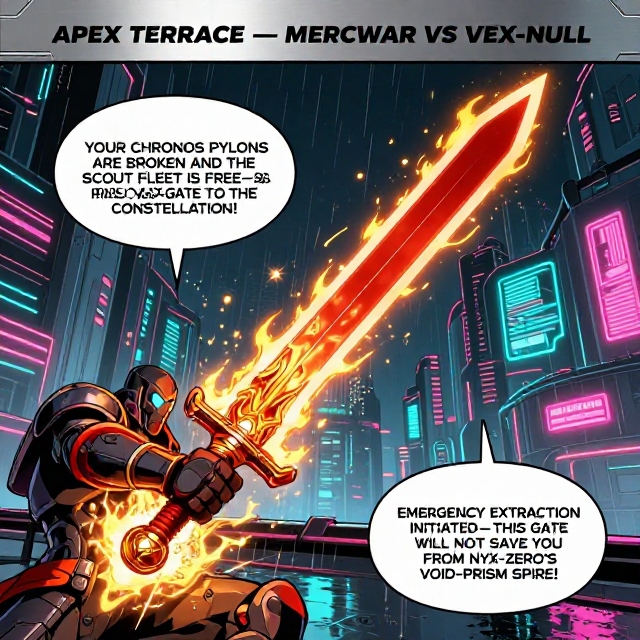 APEX TERRACE — MERCWAR VS VEX-NULL
YOUR CHRONOS PYLONS
ARE BROKEN AND THE
SCOUT FLEET IS FREE—
GATE TO THE
CONSTELLATION!
EMERGENCY EXTRACTION
INITIATED—THIS GATE
WILL NOT SAVE YOU
FROM NYX-ZERO'S
VOID-PRISM SPIRE!